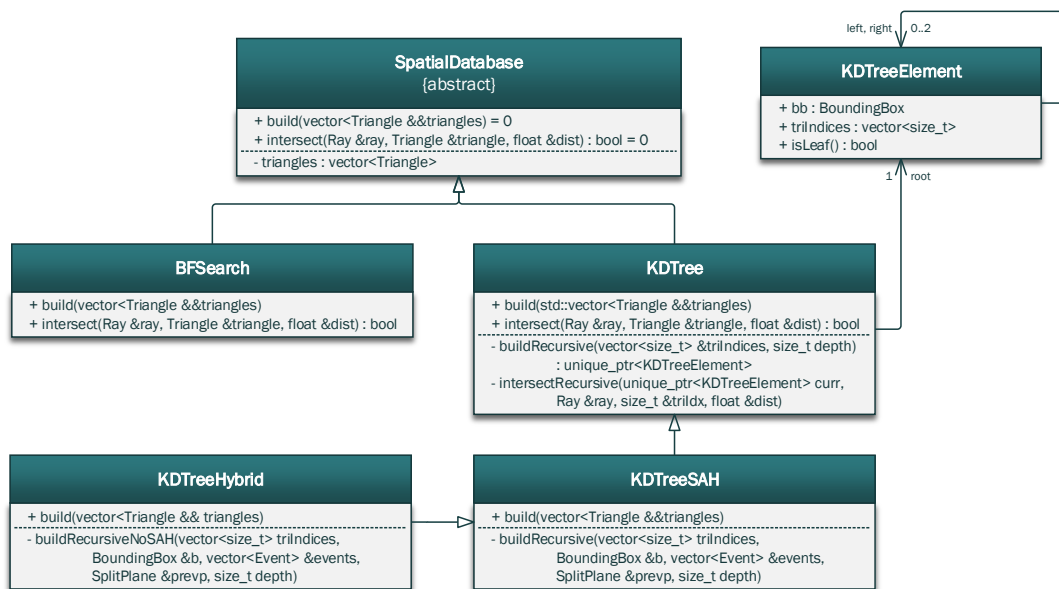 left, right
0..2
SpatialDatabase
{abstract}
+ build(vector<Triangle &&triangles) = 0
+ intersect(Ray &ray, Triangle &triangle, float &dist) : bool = 0
- triangles : vector<Triangle>
KDTreeElement
+ bb : BoundingBox
+ triIndices : vector<size_t>
+ isLeaf() : bool
1
root
BFSearch
+ build(vector<Triangle &&triangles)
+ intersect(Ray &ray, Triangle &triangle, float &dist) : bool
KDTree
+ build(std::vector<Triangle &&triangles)
+ intersect(Ray &ray, Triangle &triangle, float &dist) : bool
- buildRecursive(vector<size_t> &triIndices, size_t depth)
: unique_ptr<KDTreeElement>
- intersectRecursive(unique_ptr<KDTreeElement> curr,
Ray &ray, size_t &triIdx, float &dist)
KDTreeHybrid
+ build(vector<Triangle && triangles)
- buildRecursiveNoSAH(vector<size_t> triIndices,
BoundingBox &b, vector<Event> &events,
SplitPlane &prevp, size_t depth)
KDTreeSAH
+ build(vector<Triangle &&triangles)
- buildRecursive(vector<size_t> triIndices,
BoundingBox &b, vector<Event> &events,
SplitPlane &prevp, size_t depth)